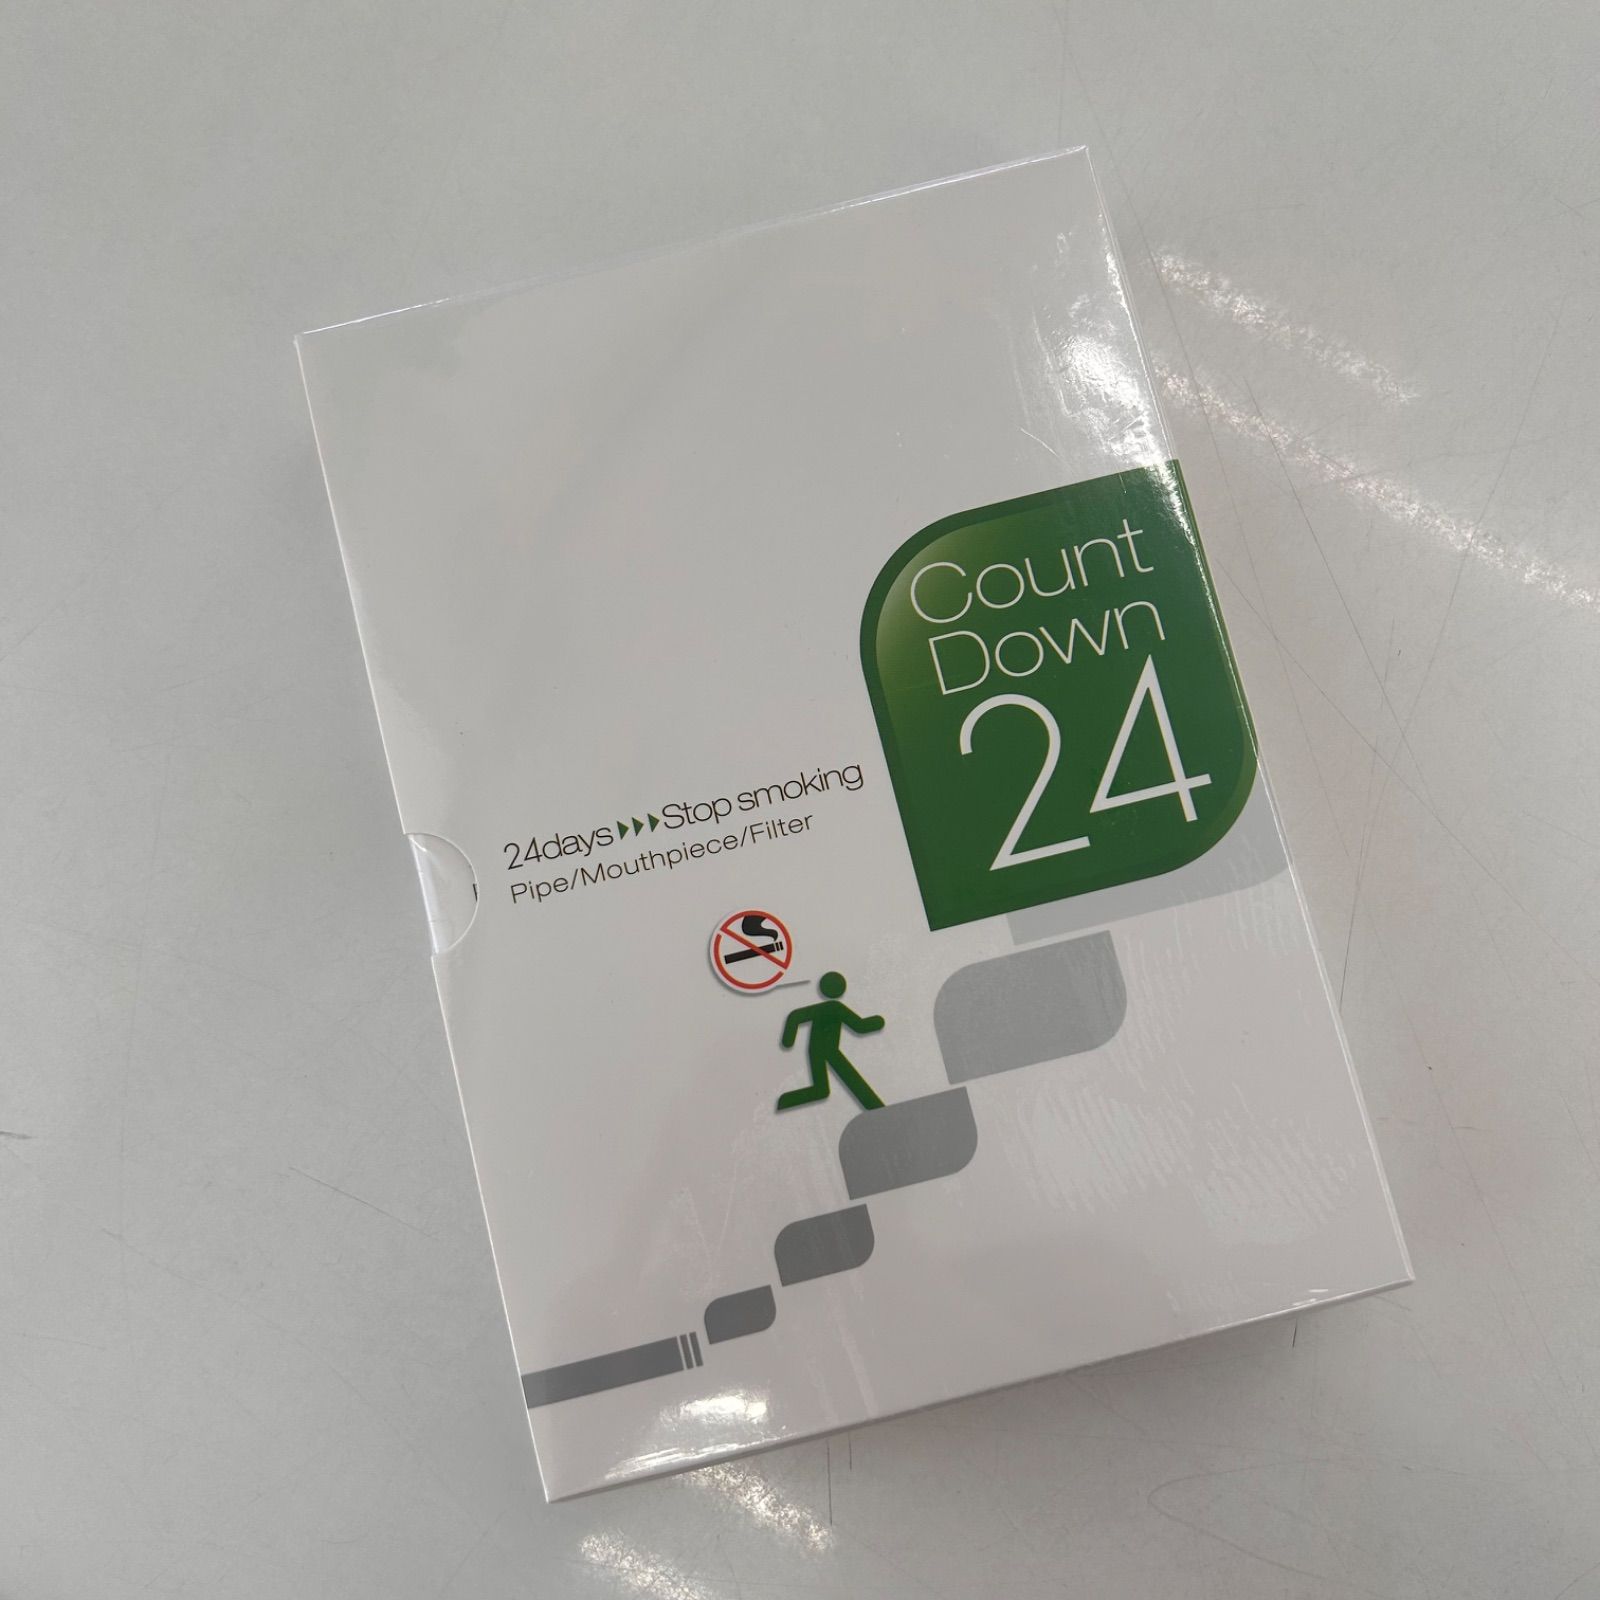 Count
Down
24
24days▸▸▸Stop smoking
Pipe/Mouthpiece/Filter